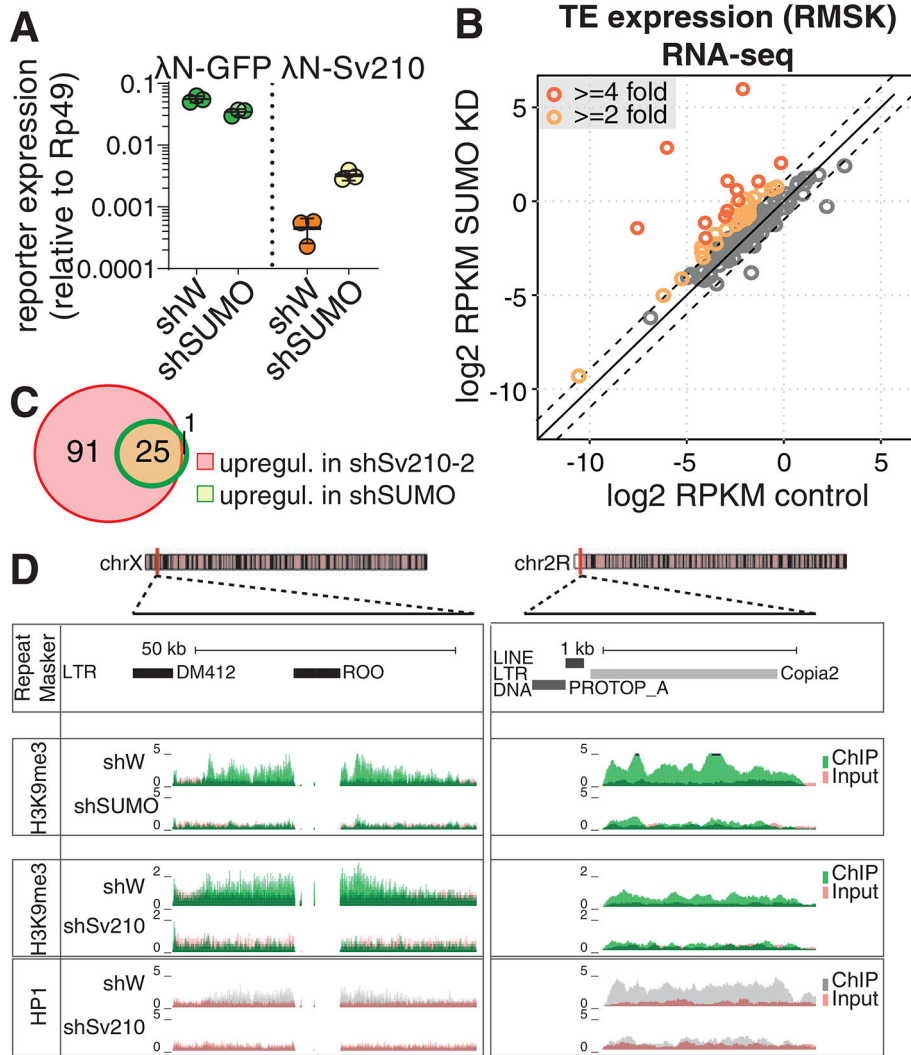 A
λN-GFP λN-Sv210
reporter expression
(relative to Rp49)
0.1
0.01
0.001
0.0001
shW
shSUMO
shW
shSUMO
B
TE expression (RMSK)
RNA-seq
>=4 fold
>=2 fold
log2 RPKM SUMO KD
5
0
-5
-10
-10 -5 0 5
log2 RPKM control
C
91
25
1
upregul. in shSv210-2
upregul. in shSUMO
D
chrX
chr2R
Repeat
Masker
LTR
50 kb
DM412
ROO
1 kb
LINE
LTR
DNA
PROTOP_A
Copia2
H3K9me3
shW
5
0
shSUMO
5
0
5
0
5
0
ChIP
Input
H3K9me3
shW
2
0
shSv210
2
0
2
0
2
0
ChIP
Input
HP1
shW
5
0
shSv210
5
0
5
0
5
0
ChIP
Input